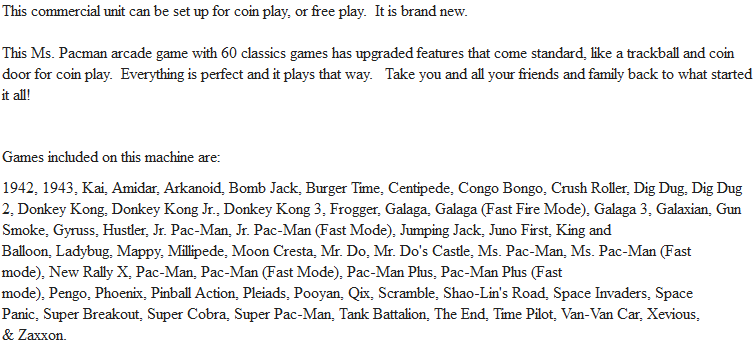 This commercial unit can be set up for coin play, or free play.  It is brand new.
This Ms. Pacman arcade game with 60 classics games has upgraded features that come standard, like a trackball and coin
door for coin play.  Everything is perfect and it plays that way.   Take you and all your friends and family back to what started
it all!
Games included on this machine are:
1942, 1943, Kai, Amidar, Arkanoid, Bomb Jack, Burger Time, Centipede, Congo Bongo, Crush Roller, Dig Dug, Dig Dug
2, Donkey Kong, Donkey Kong Jr., Donkey Kong 3, Frogger, Galaga, Galaga (Fast Fire Mode), Galaga 3, Galaxian, Gun
Smoke, Gyruss, Hustler, Jr. Pac-Man, Jr. Pac-Man (Fast Mode), Jumping Jack, Juno First, King and
Balloon, Ladybug, Mappy, Millipede, Moon Cresta, Mr. Do, Mr. Do's Castle, Ms. Pac-Man, Ms. Pac-Man (Fast
mode), New Rally X, Pac-Man, Pac-Man (Fast Mode), Pac-Man Plus, Pac-Man Plus (Fast
mode), Pengo, Phoenix, Pinball Action, Pleiads, Pooyan, Qix, Scramble, Shao-Lin's Road, Space Invaders, Space
Panic, Super Breakout, Super Cobra, Super Pac-Man, Tank Battalion, The End, Time Pilot, Van-Van Car, Xevious,
& Zaxxon.